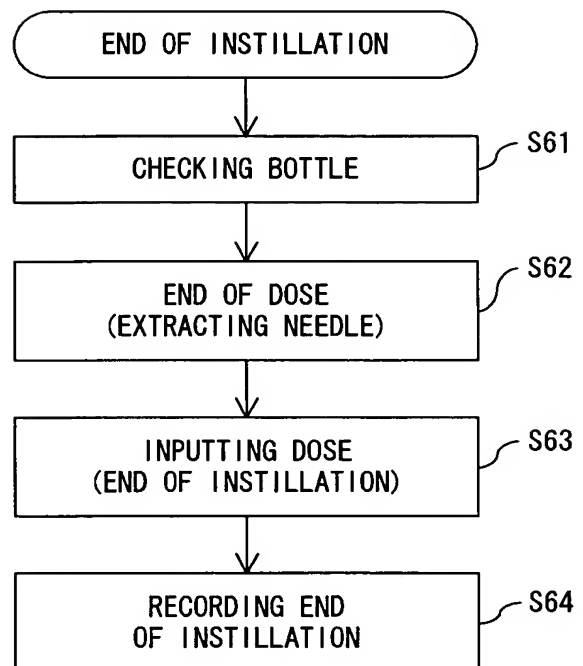 END OF INSTILLATION
S61
CHECKING BOTTLE
S62
END OF DOSE
(EXTRACTING NEEDLE)
S63
INPUTTING DOSE
(END OF INSTILLATION)
S64
RECORDING END
OF INSTILLATION